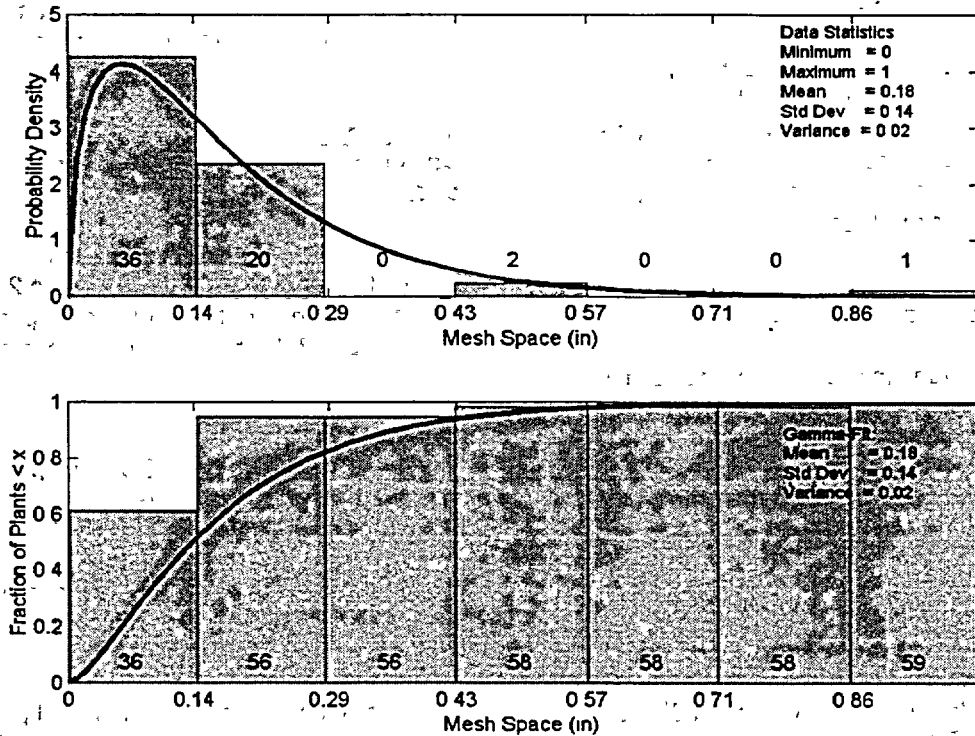 5
4
3
2
1
0
Probability Density
Data Statistics
Minimum = 0
Maximum = 1
Mean = 0.18
Std Dev = 0 14
Variance = 0 02
36 20 0 2 0 0 1
0 0 14 0 29 0 43 0 57 0 71 0 86
Mesh Space (in)
1
0 8
0 6
0 4
0.2
0
Fraction of Plants < x
Gamma-Fit:
Mean = 0.18
Std Dev = 0.14
Variance = 0.02
36 56 56 58 58 58 59
0 0.14 0 29 0 43 0 57 0 71 0 86
Mesh Space (in)